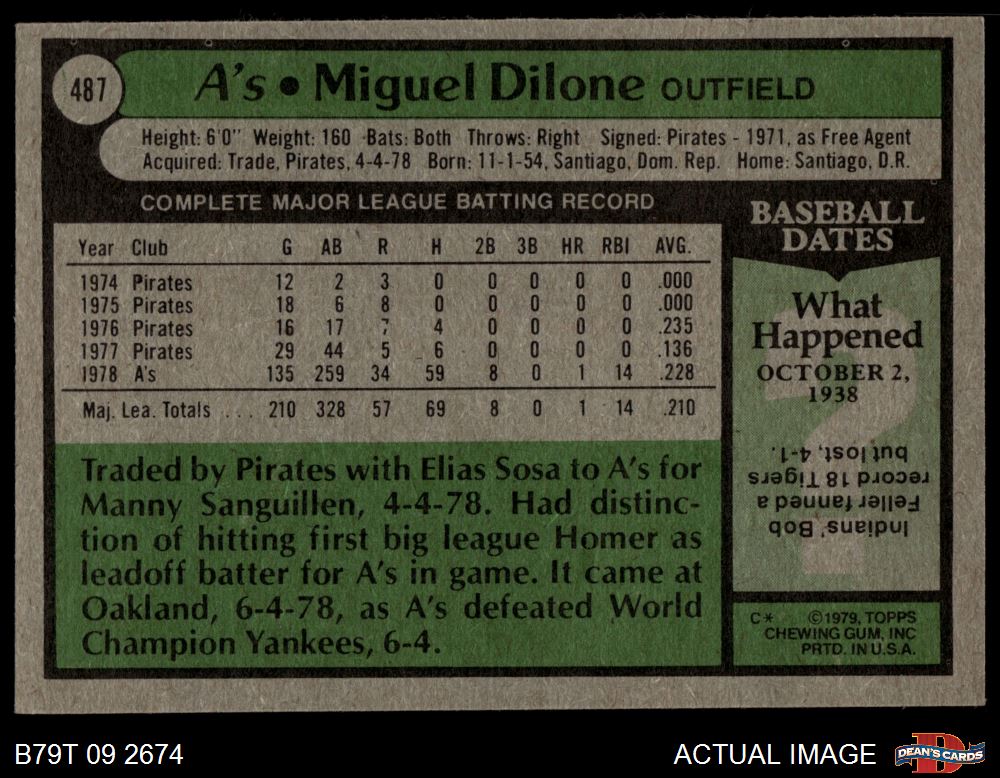 487
A's • Miguel Dilone OUTFIELD
Height: 6'0" Weight: 160 Bats: Both Throws: Right Signed: Pirates - 1971, as Free Agent
Acquired: Trade, Pirates, 4-4-78 Born: 11-1-54, Santiago, Dom. Rep. Home: Santiago, D.R.
COMPLETE MAJOR LEAGUE BATTING RECORD
Year Club G AB R H 2B 3B HR RBI AVG.
1974 Pirates 12 2 3 0 0 0 0 0 .000
1975 Pirates 18 6 8 0 0 0 0 0 .000
1976 Pirates 16 17 7 4 0 0 0 0 .235
1977 Pirates 29 44 5 6 0 0 0 0 .136
1978 A's 135 259 34 59 8 0 1 14 .228
Maj. Lea. Totals . . . 210 328 57 69 8 0 1 14 .210
Traded by Pirates with Elias Sosa to A's for
Manny Sanguillen, 4-4-78. Had distinc-
tion of hitting first big league Homer as
leadoff batter for A's in game. It came at
Oakland, 6-4-78, as A's defeated World
Champion Yankees, 6-4.
BASEBALL
DATES
What
Happened
OCTOBER 2,
1938
Indians' Bob
Feller fanned a
record 18 Tigers
but lost, 4-1.
C* ©1979, TOPPS
CHEWING GUM, INC
PRTD. IN U.S.A.
B79T 09 2674
ACTUAL IMAGE
DEAN'S CARDS